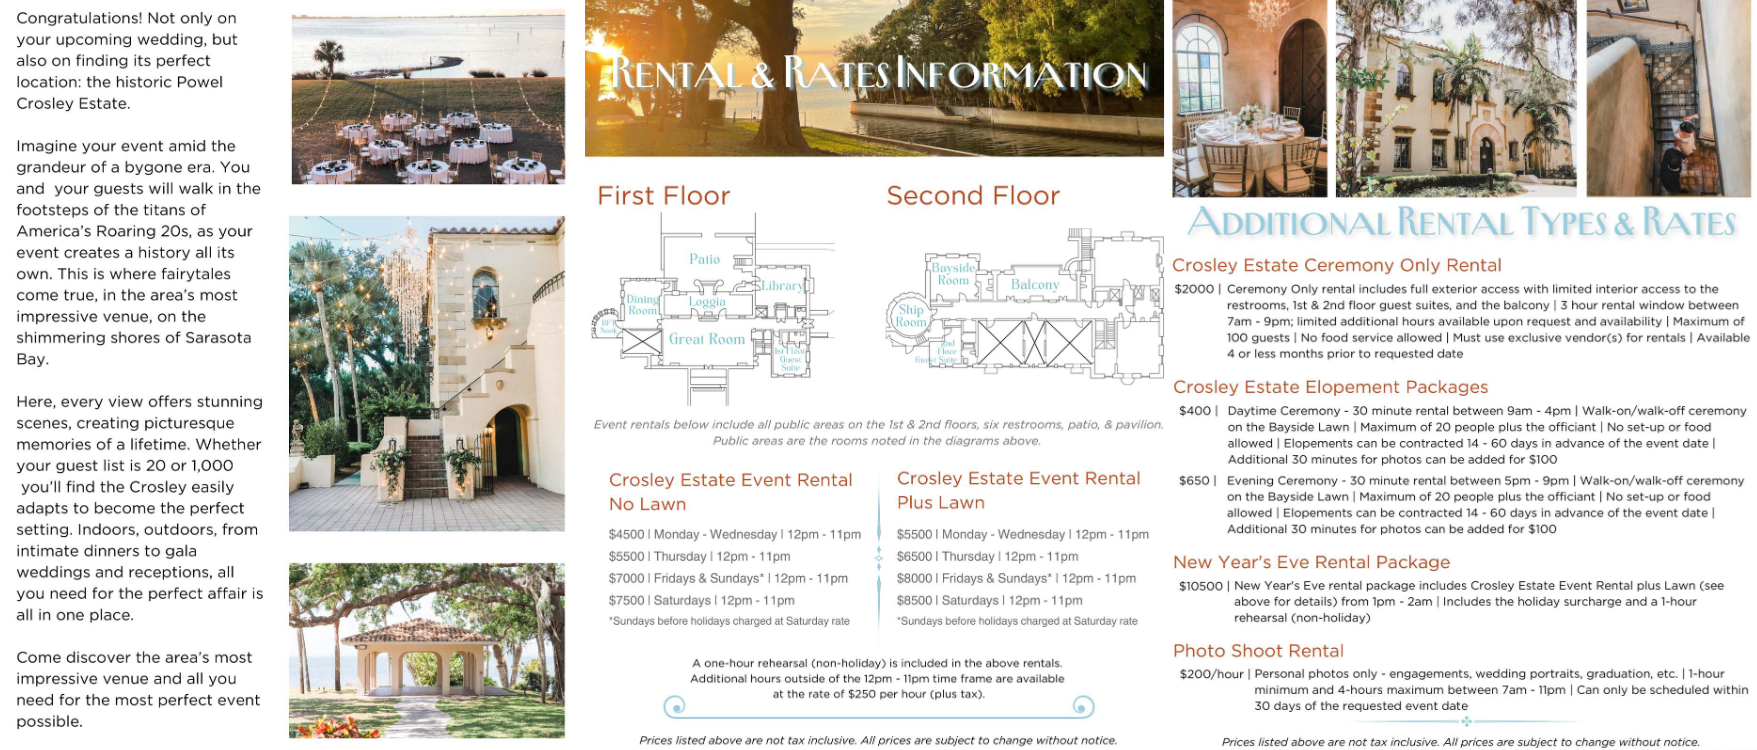 Congratulations! Not only on
your upcoming wedding, but
also on finding its perfect
location: the historic Powel
Crosley Estate.
Imagine your event amid the
grandeur of a bygone era. You
and your guests will walk in the
footsteps of the titans of
America's Roaring 20s, as your
event creates a history all its
own. This is where fairytales
come true, in the area's most
impressive venue, on the
shimmering shores of Sarasota
Bay.
Here, every view offers stunning
scenes, creating picturesque
memories of a lifetime. Whether
your guest list is 20 or 1,000
you'll find the Crosley easily
adapts to become the perfect
setting. Indoors, outdoors, from
intimate dinners to gala
weddings and receptions, all
you need for the perfect affair is
all in one place.
Come discover the area's most
impressive venue and all you
need for the most perfect event
possible.
RENTAL & RATES INFORMATION
First Floor
Patio
Library
Dining
Room
Loggia
Nook
Great Room
1st Floor
Guest
Suite
Second Floor
Bayside
Room
Balcony
Ship
Room
2nd
Floor
Guest Suite
Event rentals below include all public areas on the 1st & 2nd floors, six restrooms, patio, & pavilion.
Public areas are the rooms noted in the diagrams above.
Crosley Estate Event Rental
No Lawn
$4500 | Monday - Wednesday | 12pm - 11pm
$5500 | Thursday | 12pm - 11pm
$7000 | Fridays & Sundays* | 12pm - 11pm
$7500 | Saturdays | 12pm - 11pm
*Sundays before holidays charged at Saturday rate
Crosley Estate Event Rental
Plus Lawn
$5500 | Monday - Wednesday | 12pm - 11pm
$6500 | Thursday | 12pm - 11pm
$8000 | Fridays & Sundays* | 12pm - 11pm
$8500 | Saturdays | 12pm - 11pm
*Sundays before holidays charged at Saturday rate
A one-hour rehearsal (non-holiday) is included in the above rentals.
Additional hours outside of the 12pm - 11pm time frame are available
at the rate of $250 per hour (plus tax).
Prices listed above are not tax inclusive. All prices are subject to change without notice.
ADDITIONAL RENTAL TYPES & RATES
Crosley Estate Ceremony Only Rental
$2000 | Ceremony Only rental includes full exterior access with limited interior access to the
restrooms, 1st & 2nd floor guest suites, and the balcony | 3 hour rental window between
7am - 9pm; limited additional hours available upon request and availability | Maximum of
100 guests | No food service allowed | Must use exclusive vendor(s) for rentals | Available
4 or less months prior to requested date
Crosley Estate Elopement Packages
$400 | Daytime Ceremony - 30 minute rental between 9am - 4pm | Walk-on/walk-off ceremony
on the Bayside Lawn | Maximum of 20 people plus the officiant | No set-up or food
allowed | Elopements can be contracted 14 - 60 days in advance of the event date |
Additional 30 minutes for photos can be added for $100
$650 | Evening Ceremony - 30 minute rental between 5pm - 9pm | Walk-on/walk-off ceremony
on the Bayside Lawn | Maximum of 20 people plus the officiant | No set-up or food
allowed | Elopements can be contracted 14 - 60 days in advance of the event date |
Additional 30 minutes for photos can be added for $100
New Year's Eve Rental Package
$10500 | New Year's Eve rental package includes Crosley Estate Event Rental plus Lawn (see
above for details) from 1pm - 2am | Includes the holiday surcharge and a 1-hour
rehearsal (non-holiday)
Photo Shoot Rental
$200/hour | Personal photos only - engagements, wedding portraits, graduation, etc. | 1-hour
minimum and 4-hours maximum between 7am - 11pm | Can only be scheduled within
30 days of the requested event date
Prices listed above are not tax inclusive. All prices are subject to change without notice.